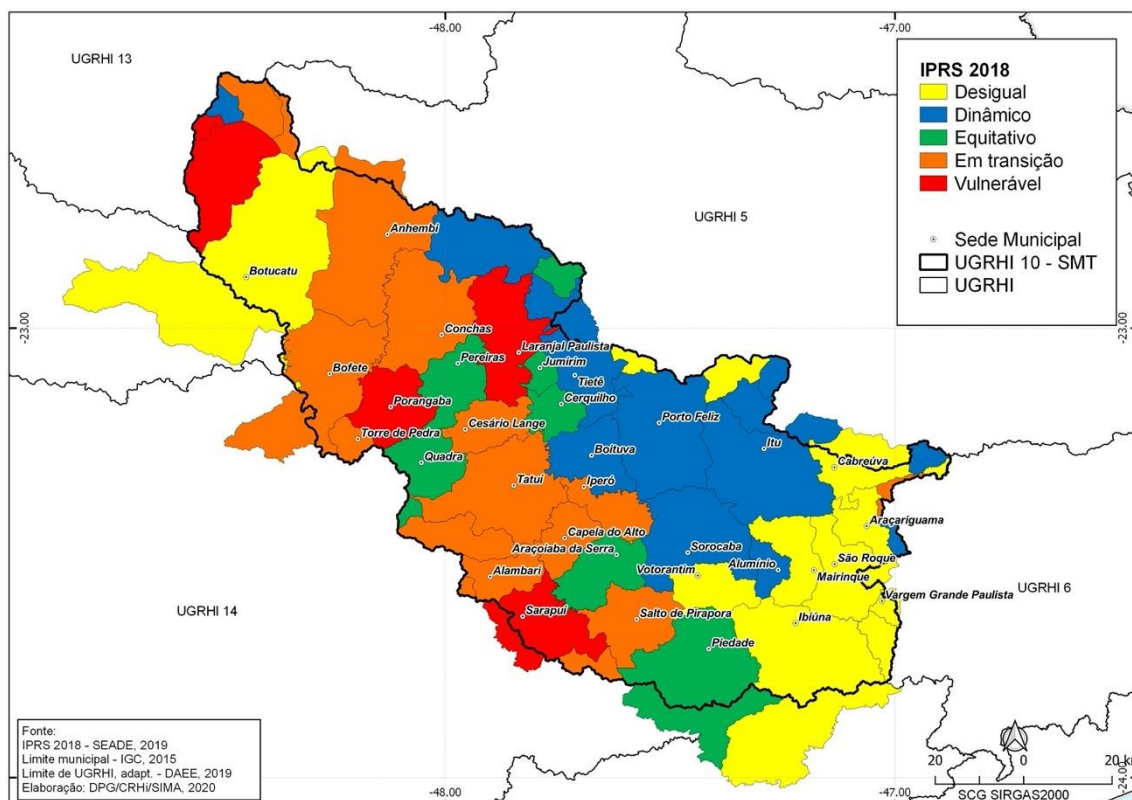 -48.00
-47.00
UGRHI 13
IPRS 2018
Desigual
Dinâmico
Equitativo
Em transição
Vulnerável
Sede Municipal
UGRHI 10 - SMT
UGRHI
UGRHI 5
Anhembi
Botucatu
-23.00
-23.00
Conchas
Laranjal Paulista
Pereiras
Jumirim
Bofete
Tietê
Cerquilho
Porangaba
Porto Feliz
Cesário Lange
Torre de Pedra
Itu
Boituva
Quadra
Cabreúva
Tatuí
Iperó
Araçariguama
Capela do Alto
Araçoiaba da Serra
Sorocaba
São Roque
Alambari
Votorantim
Alumínio
Mairinque
UGRHI 6
Vargem Grande Paulista
UGRHI 14
Sarapuí
Salto de Pirapora
Ibiúna
Piedade
Fonte:
IPRS 2018 - SEADE, 2019
Limite municipal - IGC, 2015
Limite de UGRHI, adapt. - DAEE, 2019
Elaboração: DPG/CRHi/SIMA, 2020
20 0 20 km
SCG SIRGAS2000
-48.00
-47.00
-24.00